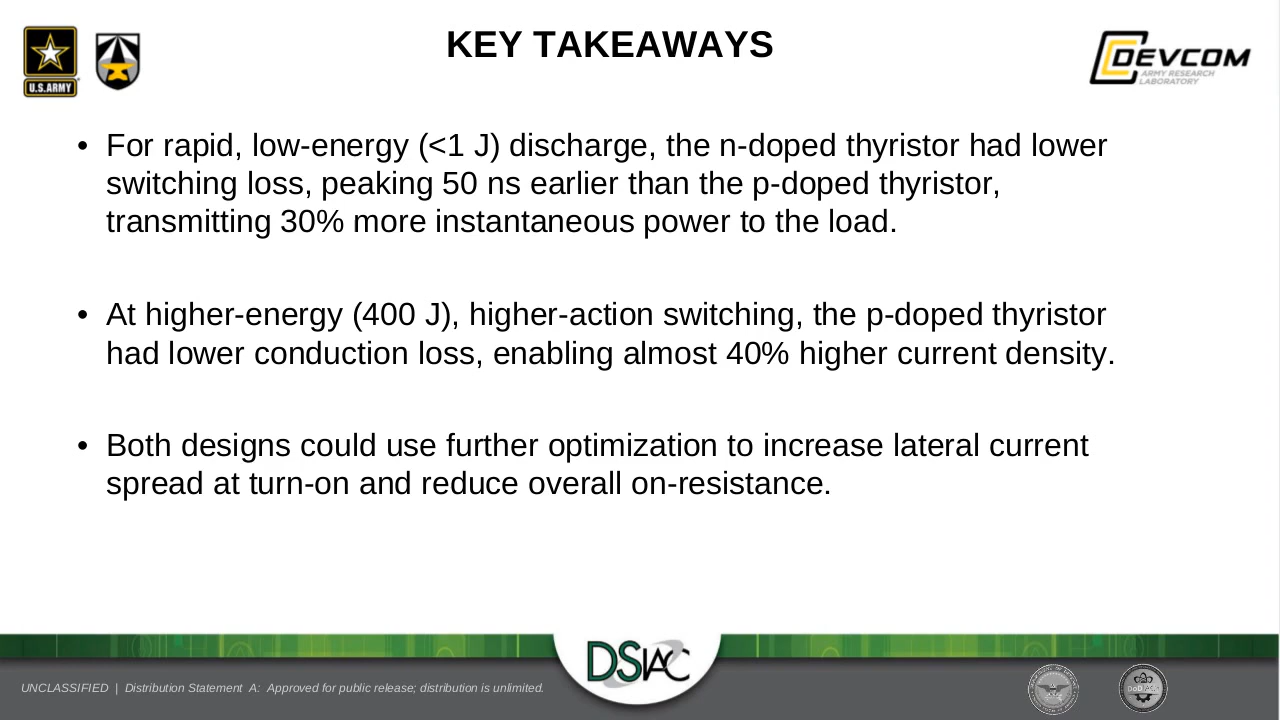 KEY TAKEAWAYS
U.S.ARMY
DEVCOM
ARMY RESEARCH
LABORATORY
• For rapid, low-energy (<1 J) discharge, the n-doped thyristor had lower
switching loss, peaking 50 ns earlier than the p-doped thyristor,
transmitting 30% more instantaneous power to the load.
• At higher-energy (400 J), higher-action switching, the p-doped thyristor
had lower conduction loss, enabling almost 40% higher current density.
• Both designs could use further optimization to increase lateral current
spread at turn-on and reduce overall on-resistance.
DSIAC
UNCLASSIFIED | Distribution Statement A: Approved for public release; distribution is unlimited.